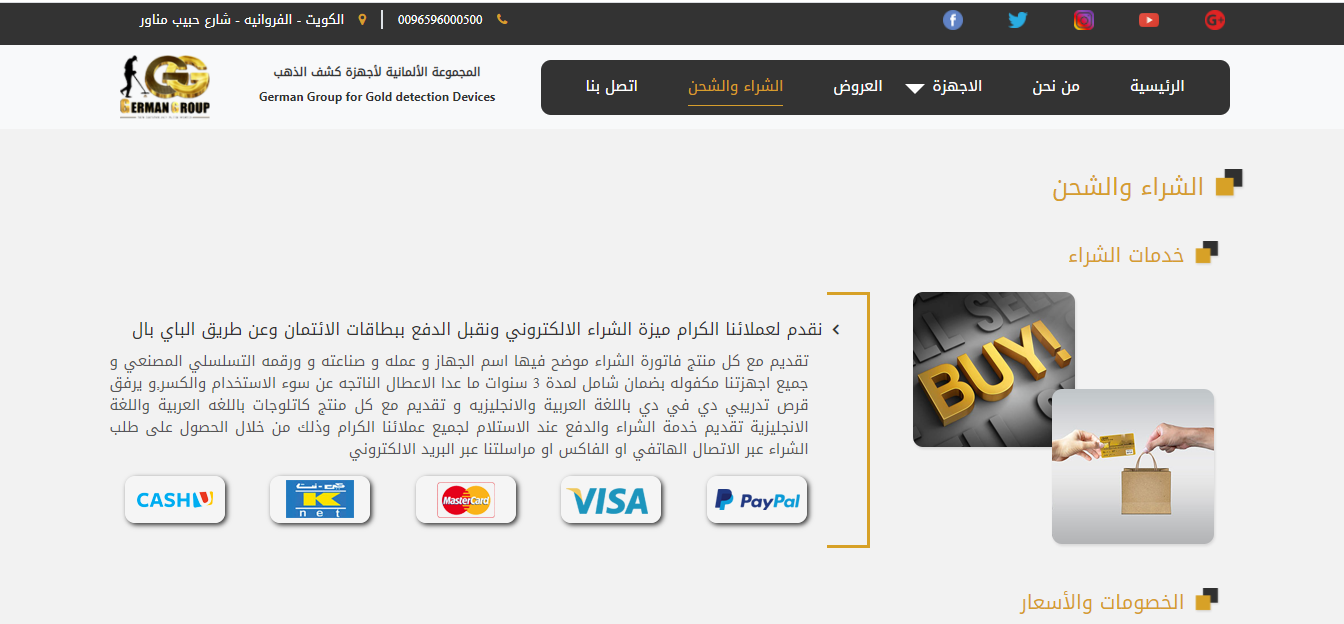 0096596000500
الكويت - الفروانيه - شارع حبيب مناور
الرئيسية
من نحن
الاجهزة
العروض
الشراء والشحن
اتصل بنا
المجموعة الألمانية لأجهزة كشف الذهب
German Group for Gold detection Devices
GERMAN GROUP
الشراء والشحن
خدمات الشراء
BUY!
SELL
نقدم لعملائنا الكرام ميزة الشراء الالكتروني ونقبل الدفع ببطاقات الائتمان وعن طريق الباي بال
تقديم مع كل منتج فاتورة الشراء موضح فيها اسم الجهاز و عمله و صناعته و ورقمه التسلسلي المصنعي و
جميع اجهزتنا مكفوله بضمان شامل لمدة 3 سنوات ما عدا الاعطال الناتجه عن سوء الاستخدام والكسر.و يرفق
قرص تدريبي دي في دي باللغة العربية والانجليزيه و تقديم مع كل منتج كاتلوجات باللغه العربية واللغة
الانجليزية تقديم خدمة الشراء والدفع عند الاستلام لجميع عملائنا الكرام وذلك من خلال الحصول على طلب
الشراء عبر الاتصال الهاتفي او الفاكس او مراسلتنا عبر البريد الالكتروني
PayPal
VISA
MasterCard
كي-نت
K
net
CASHU
الخصومات والأسعار